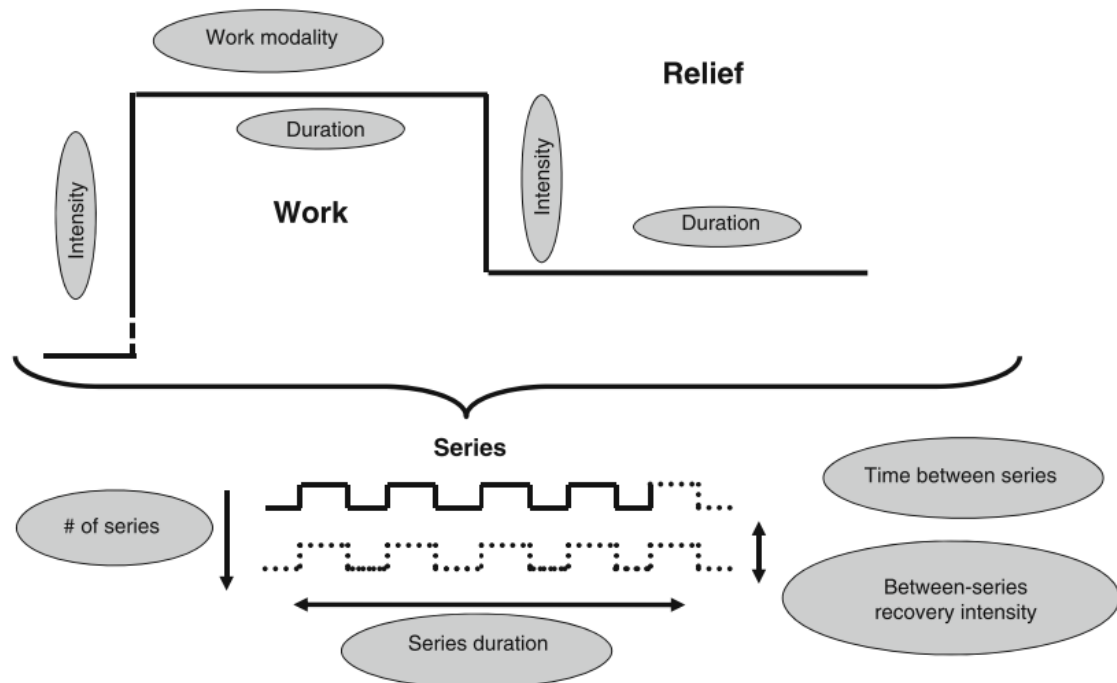 Work modality
Relief
Duration
Intensity
Intensity
Work
Duration
Series
Time between series
# of series
Between-series
recovery intensity
Series duration